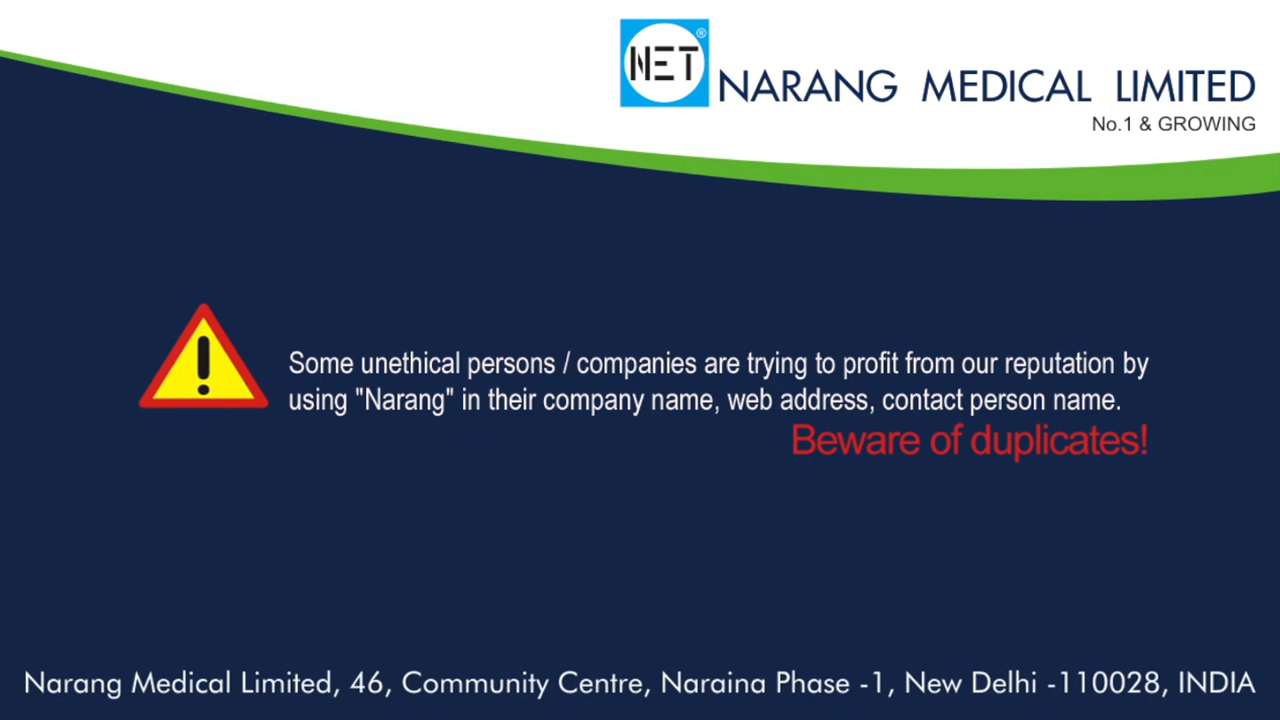 NET®
NARANG MEDICAL LIMITED
No.1 & GROWING
Some unethical persons / companies are trying to profit from our reputation by
using "Narang" in their company name, web address, contact person name.
Beware of duplicates!
Narang Medical Limited, 46, Community Centre, Naraina Phase -1, New Delhi -110028, INDIA